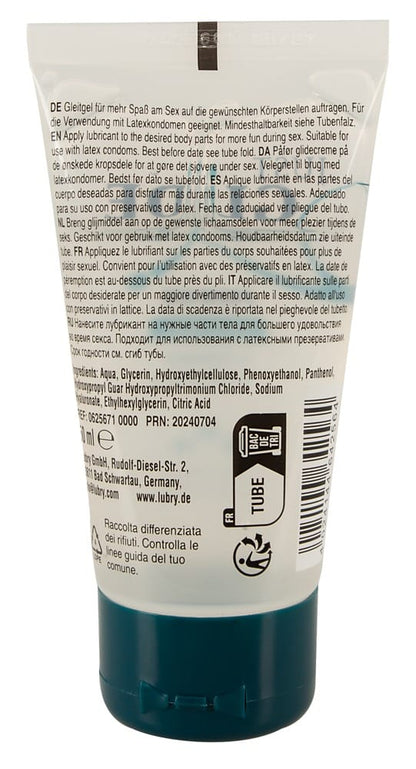 DE Gleitgel für mehr Spaß am Sex auf die gewünschten Körperstellen auftragen. Für
die Verwendung mit Latexkondomen geeignet. Mindesthaltbarkeit siehe Tubenfalz.
EN Apply lubricant to the desired body parts for more fun during sex. Suitable for
use with latex condoms. Best before date see tube fold. DA Påfør glidecreme på
de ønskede kropsdele for at gøre det sjovere under sex. Velegnet til brug med
latexkondomer. Bedst før dato se tubefold. ES Aplique lubricante en las partes del
cuerpo deseadas para disfrutar más durante las relaciones sexuales. Adecuado
para su uso con preservativos de látex. Fecha de caducidad ver pliegue del tubo.
NL Breng glijmiddel aan op de gewenste lichaamsdelen voor meer plezier tijdens de
seks. Geschikt voor gebruik met latex condooms. Houdbaarheidsdatum zie uiteinde
tube. FR Appliquez le lubrifiant sur les parties du corps souhaitées pour plus de
plaisir sexuel. Convient pour l'utilisation avec des préservatifs en latex. La date de
péremption est au-dessous du tube près du pli. IT Applicare il lubrificante sulle parti
del corpo desiderate per un maggiore divertimento durante il sesso. Adatto all'uso
con preservativi in lattice. La data di scadenza è riportata nel pieghevole del tubetto
RU Нанесите лубрикант на нужные части тела для большего удовольствия
во время секса. Подходит для использования с латексными презервативами.
Срок годности см. сгиб тубы
Ingredients: Aqua, Glycerin, Hydroxyethylcellulose, Phenoxyethanol, Panthenol,
Hydroxypropyl Guar Hydroxypropyltrimonium Chloride, Sodium
Hyaluronate, Ethylhexylglycerin, Citric Acid
REF: 0625671 0000 PRN: 20240704
0 ml ℮
Lubry GmbH, Rudolf-Diesel-Str. 2,
611 Bad Schwartau, Germany,
www.lubry.de
BAC
DE
TRI
FR
TUBE
Raccolta differenziata
dei rifiuti. Controlla le
linee guida del tuo
comune.